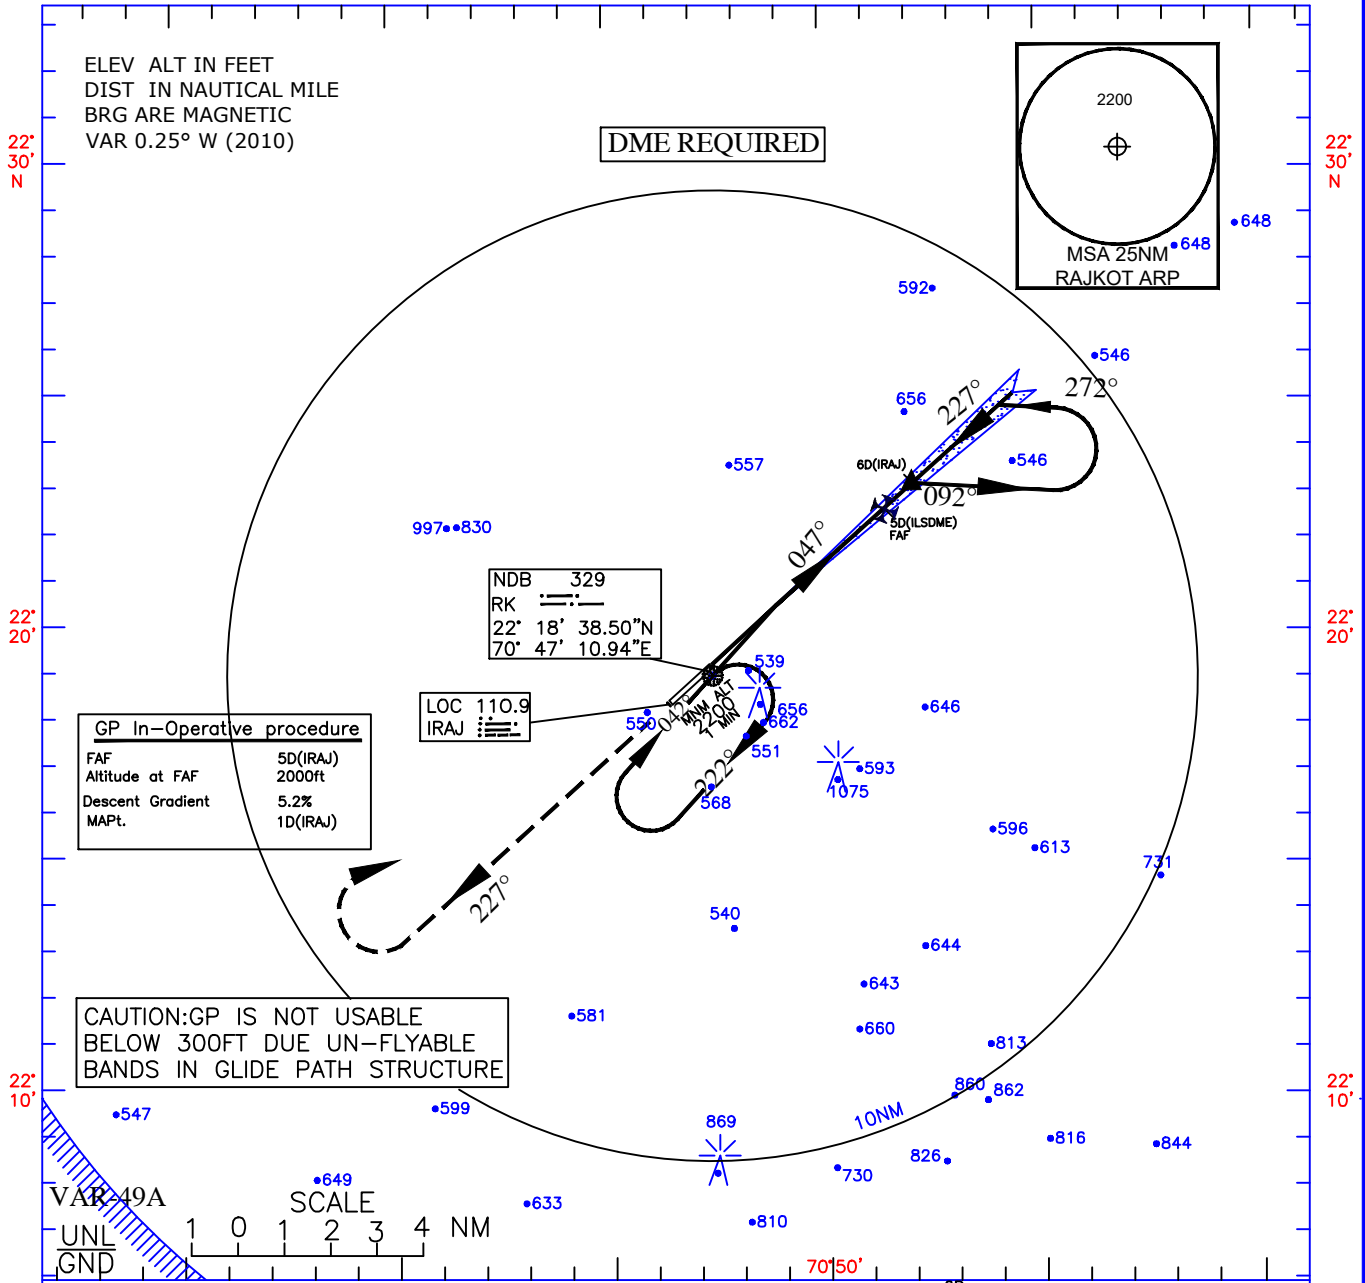 ELEV ALT IN FEET
DIST IN NAUTICAL MILE
BRG ARE MAGNETIC
VAR 0.25° W (2010)
DME REQUIRED
2200
MSA 25NM
RAJKOT ARP
22°
30'
N
22°
30'
N
648
648
592
546
272°
227°
656
546
557
6D(IRAJ)
092°
5D(ILSDME)
FAF
997
830
047°
NDB 329
RK
22° 18' 38.50"N
70° 47' 10.94"E
22°
20'
22°
20'
539
LOC 110.9
IRAJ
550
042°
MNM ALT
2200
1 MIN
656
662
646
551
GP In-Operative procedure
FAF 5D(IRAJ)
Altitude at FAF 2000ft
Descent Gradient 5.2%
MAPt. 1D(IRAJ)
222°
568
593
1075
596
613
731
227°
540
644
643
581
660
813
CAUTION:GP IS NOT USABLE
BELOW 300FT DUE UN-FLYABLE
BANDS IN GLIDE PATH STRUCTURE
22°
10'
22°
10'
860
862
547
599
869
10NM
816
844
826
730
649
633
810
VAR-49A
UNL
GND
SCALE
1 0 1 2 3 4 NM
70°50'